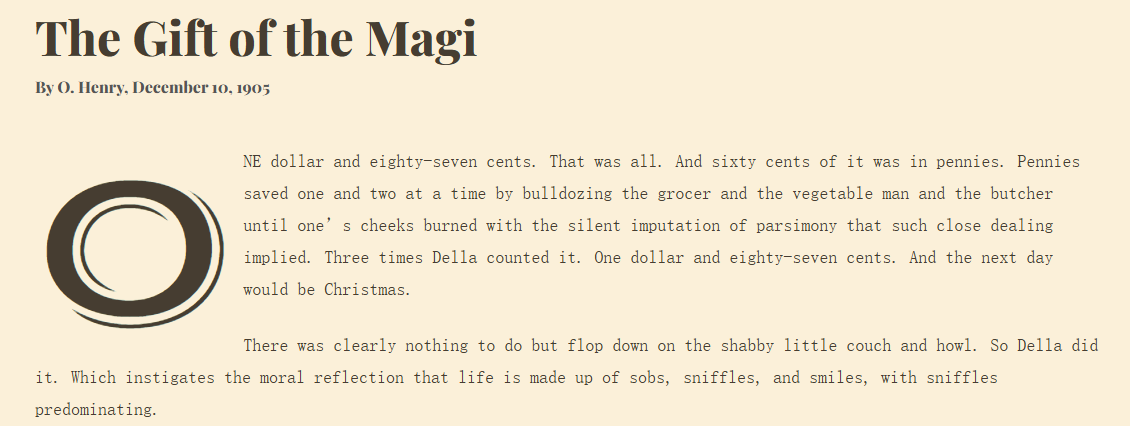 The Gift of the Magi
By O. Henry, December 10, 1905
ONE dollar and eighty-seven cents. That was all. And sixty cents of it was in pennies. Pennies
saved one and two at a time by bulldozing the grocer and the vegetable man and the butcher
until one’s cheeks burned with the silent imputation of parsimony that such close dealing
implied. Three times Della counted it. One dollar and eighty-seven cents. And the next day
would be Christmas.
There was clearly nothing to do but flop down on the shabby little couch and howl. So Della did
it. Which instigates the moral reflection that life is made up of sobs, sniffles, and smiles, with sniffles
predominating.